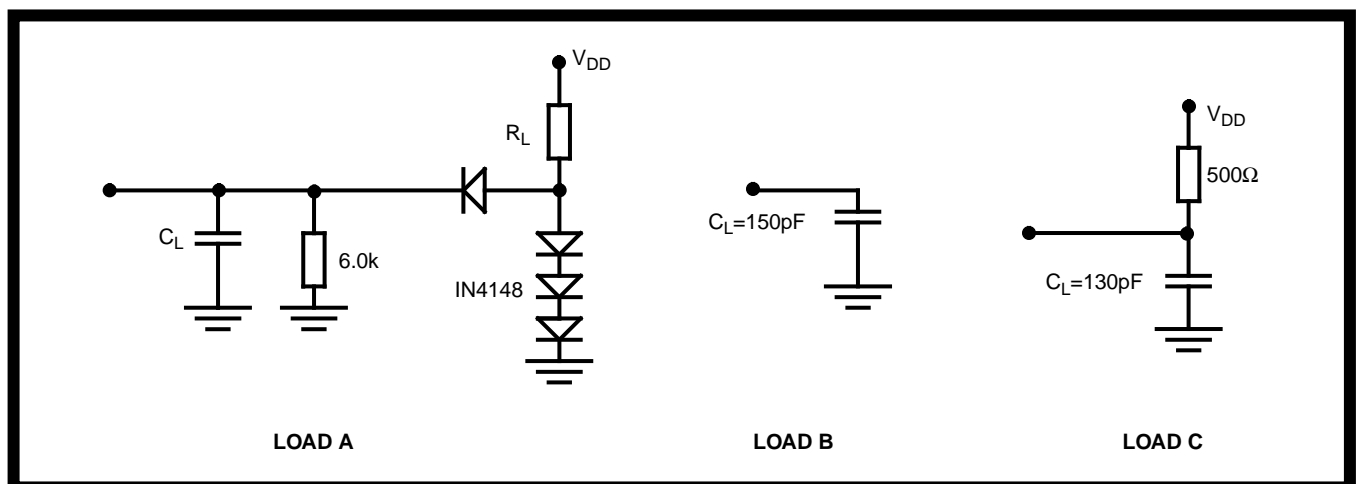 V_DD
R_L
C_L
6.0k
IN4148
LOAD A
C_L=150pF
LOAD B
V_DD
500Ω
C_L=130pF
LOAD C